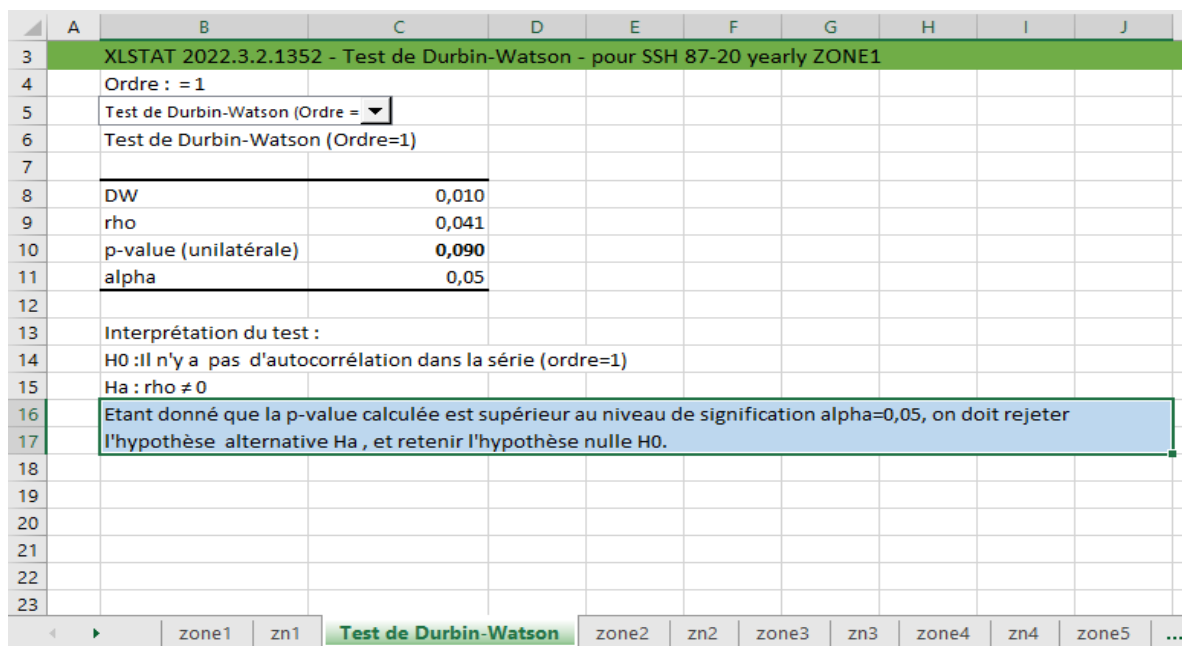 A B C D E F G H I J
3 XLSTAT 2022.3.2.1352 - Test de Durbin-Watson - pour SSH 87-20 yearly ZONE1
4 Ordre : = 1
5 Test de Durbin-Watson (Ordre =
6 Test de Durbin-Watson (Ordre=1)
7
8 DW 0,010
9 rho 0,041
10 p-value (unilatérale) 0,090
11 alpha 0,05
12
13 Interprétation du test :
14 H0 :Il n'y a pas d'autocorrélation dans la série (ordre=1)
15 Ha : rho ≠ 0
16 Etant donné que la p-value calculée est supérieur au niveau de signification alpha=0,05, on doit rejeter
17 l'hypothèse alternative Ha , et retenir l'hypothèse nulle H0.
18
19
20
21
22
23
zone1 zn1 Test de Durbin-Watson zone2 zn2 zone3 zn3 zone4 zn4 zone5 ...